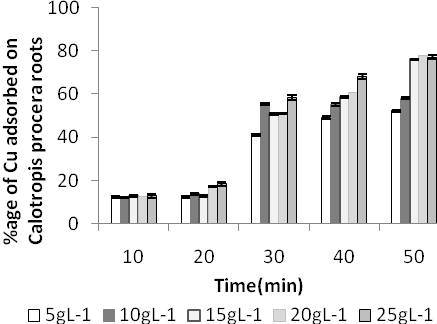 100
80
60
40
20
0
%age of Cu adsorbed on
Calotropis procera roots
10 20 30 40 50
Time(min)
5gL-1 10gL-1 15gL-1 20gL-1 25gL-1